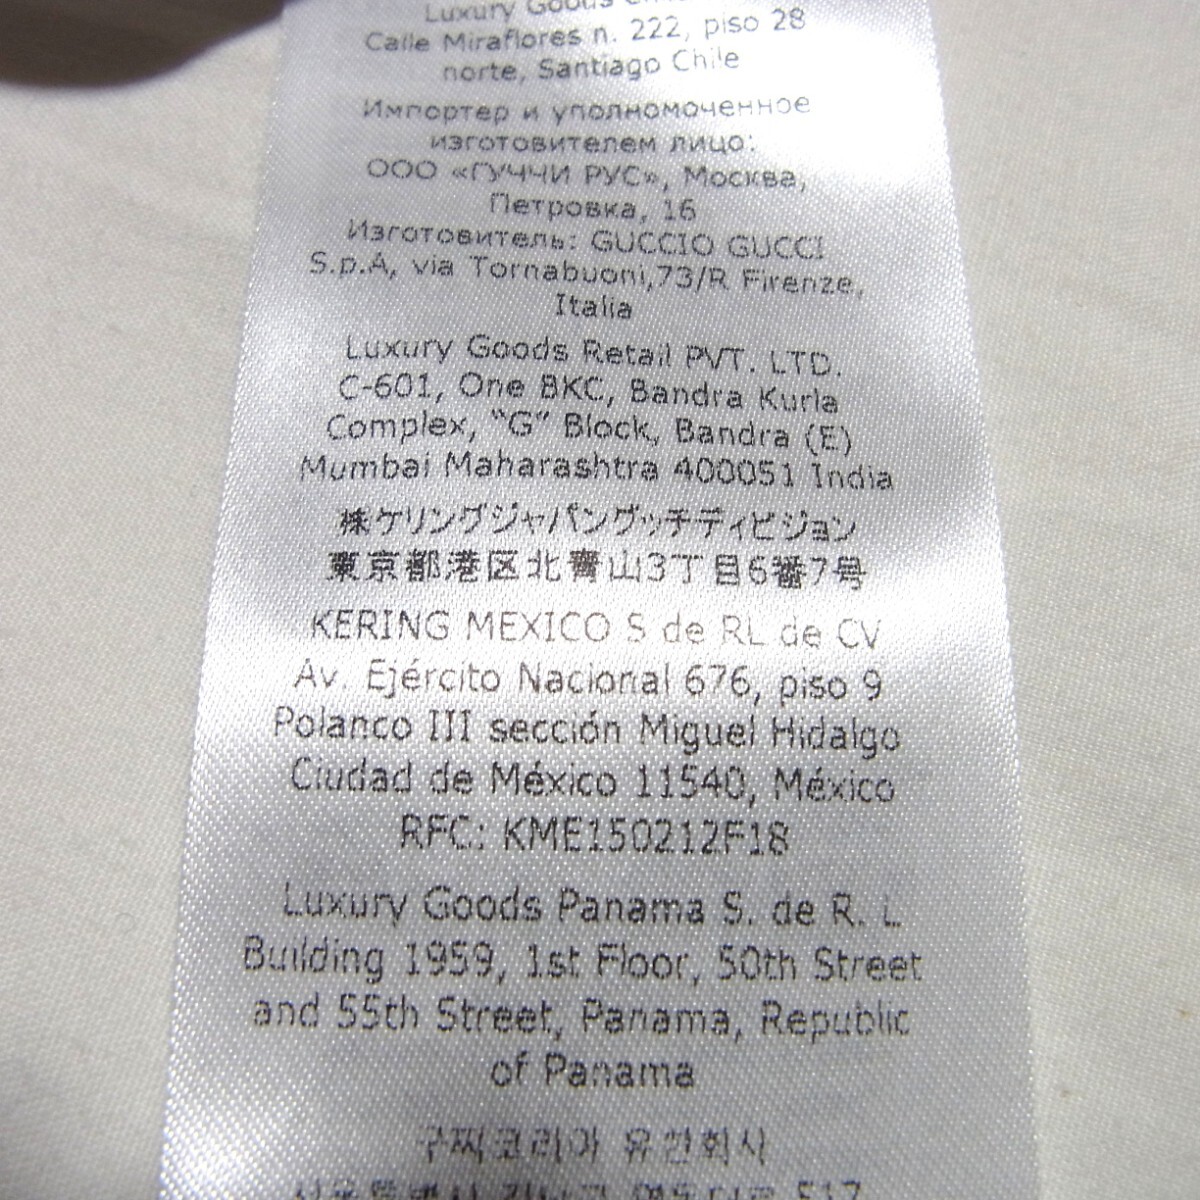 Luxury Goods
Calle Miraflores n. 222, piso 28
norte, Santiago Chile
Импортер и уполномоченное
изготовителем лицо:
ООО «ГУЧЧИ РУС», Москва,
Петровка, 16
Изготовитель: GUCCIO GUCCI
S.p.A, via Tornabuoni,73/R Firenze,
Italia
Luxury Goods Retail PVT. LTD.
C-601, One BKC, Bandra Kurla
Complex, “G” Block, Bandra (E)
Mumbai Maharashtra 400051 India
株ケリングジャパングッチディビジョン
東京都港区北青山3丁目6番7号
KERING MEXICO S de RL de CV
Av. Ejército Nacional 676, piso 9
Polanco III sección Miguel Hidalgo
Ciudad de México 11540, México
RFC: KME150212F18
Luxury Goods Panama S. de R. L
Building 1959, 1st Floor, 50th Street
and 55th Street, Panama, Republic
of Panama
구찌코리아 유한회사
517